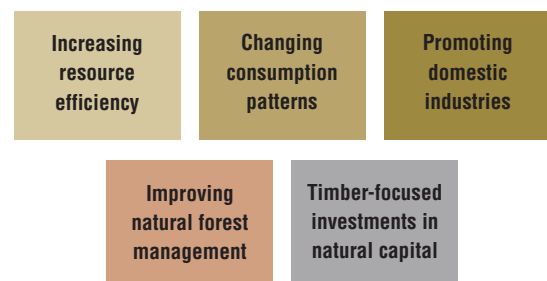 Increasing
resource
efficiency
Changing
consumption
patterns
Promoting
domestic
industries
Improving
natural forest
management
Timber-focused
investments in
natural capital